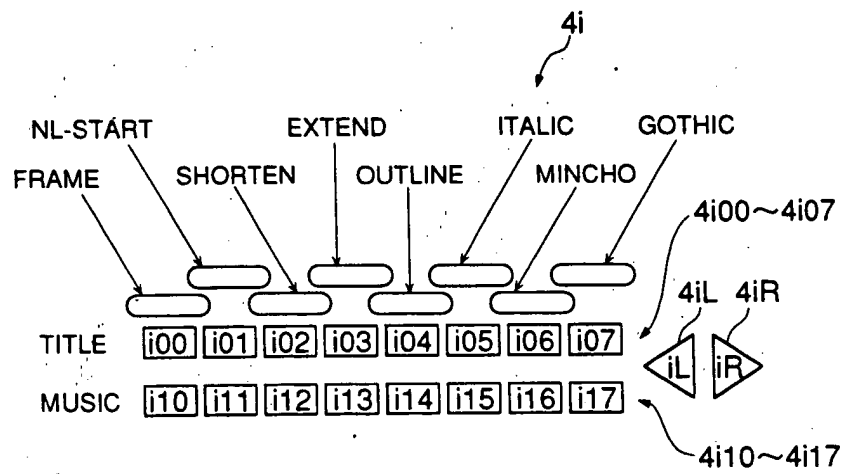 4i
NL-START EXTEND ITALIC GOTHIC
FRAME SHORTEN OUTLINE MINCHO
4i00~4i07
4iL 4iR
TITLE i00 i01 i02 i03 i04 i05 i06 i07
iL iR
MUSIC i10 i11 i12 i13 i14 i15 i16 i17
4i10~4i17